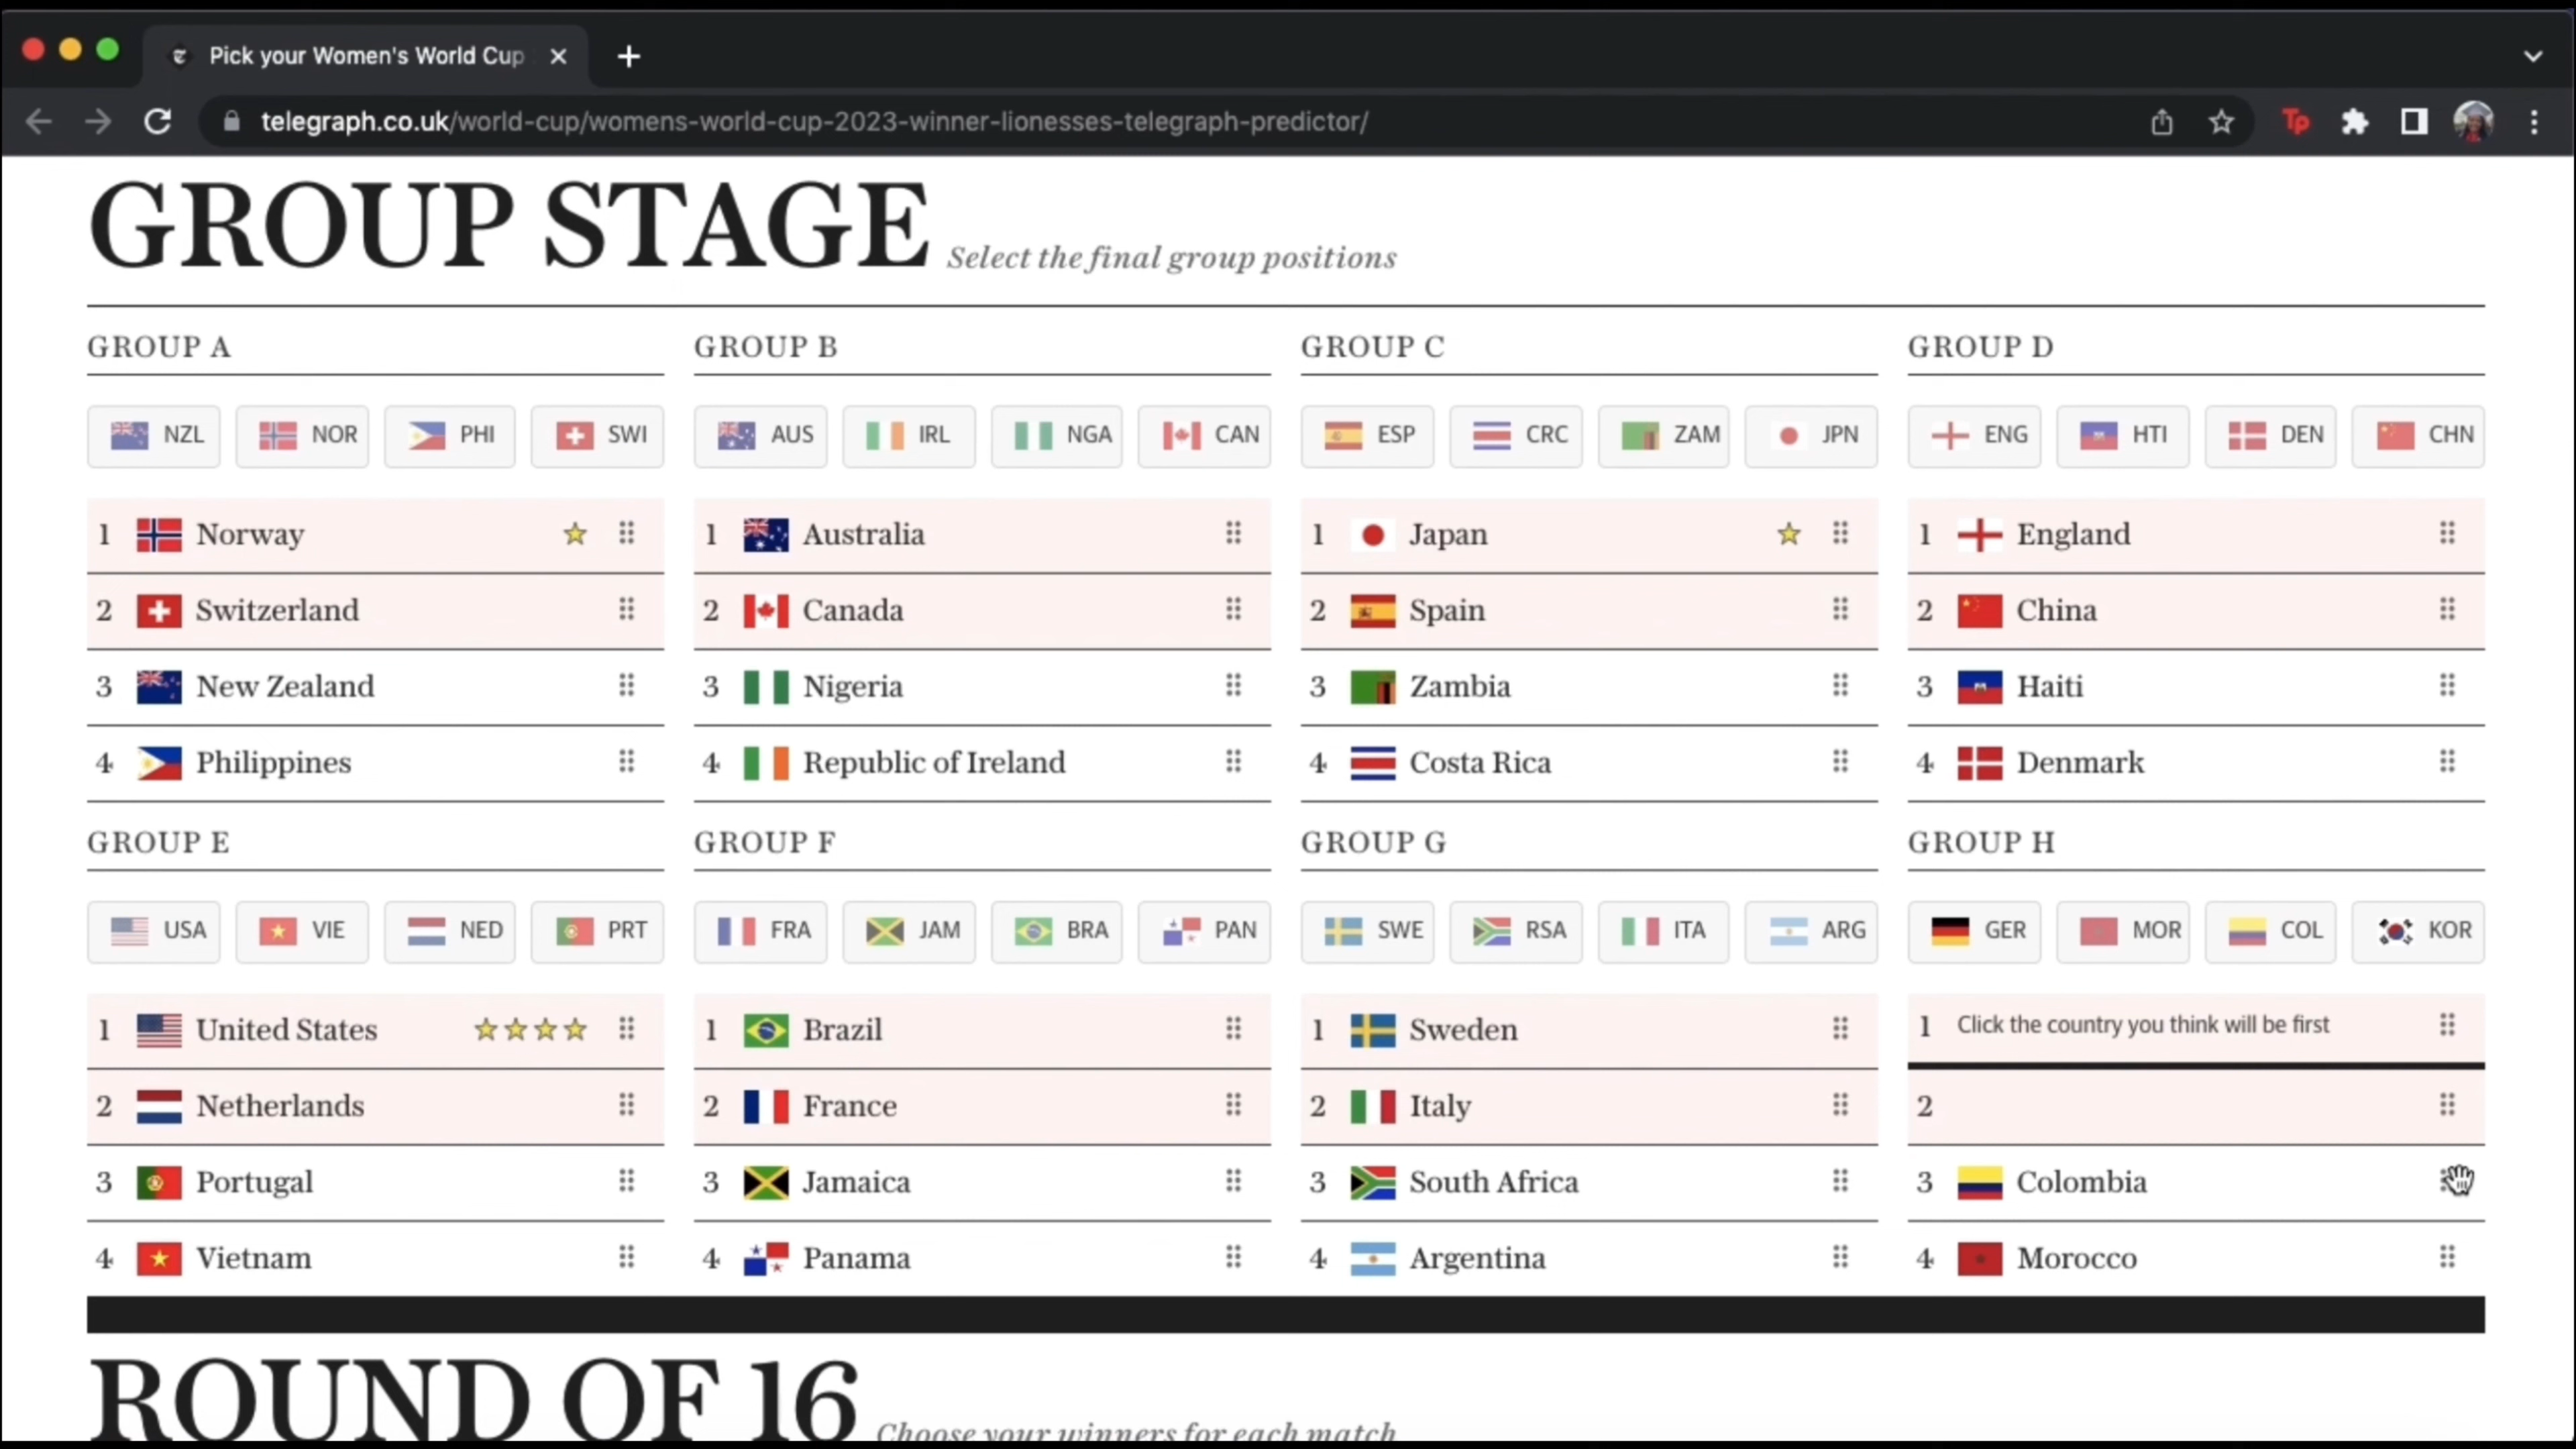 Pick your Women's World Cup
telegraph.co.uk/world-cup/womens-world-cup-2023-winner-lionesses-telegraph-predictor/
Tp
GROUP STAGE Select the final group positions
GROUP A GROUP B GROUP C GROUP D
NZL NOR PHI SWI AUS IRL NGA CAN ESP CRC ZAM JPN ENG HTI DEN CHN
1 Norway 1 Australia 1 Japan 1 England
2 Switzerland 2 Canada 2 Spain 2 China
3 New Zealand 3 Nigeria 3 Zambia 3 Haiti
4 Philippines 4 Republic of Ireland 4 Costa Rica 4 Denmark
GROUP E GROUP F GROUP G GROUP H
USA VIE NED PRT FRA JAM BRA PAN SWE RSA ITA ARG GER MOR COL KOR
1 United States 1 Brazil 1 Sweden 1 Click the country you think will be first
2 Netherlands 2 France 2 Italy 2
3 Portugal 3 Jamaica 3 South Africa 3 Colombia
4 Vietnam 4 Panama 4 Argentina 4 Morocco
ROUND OF 16 Choose your winners for each match